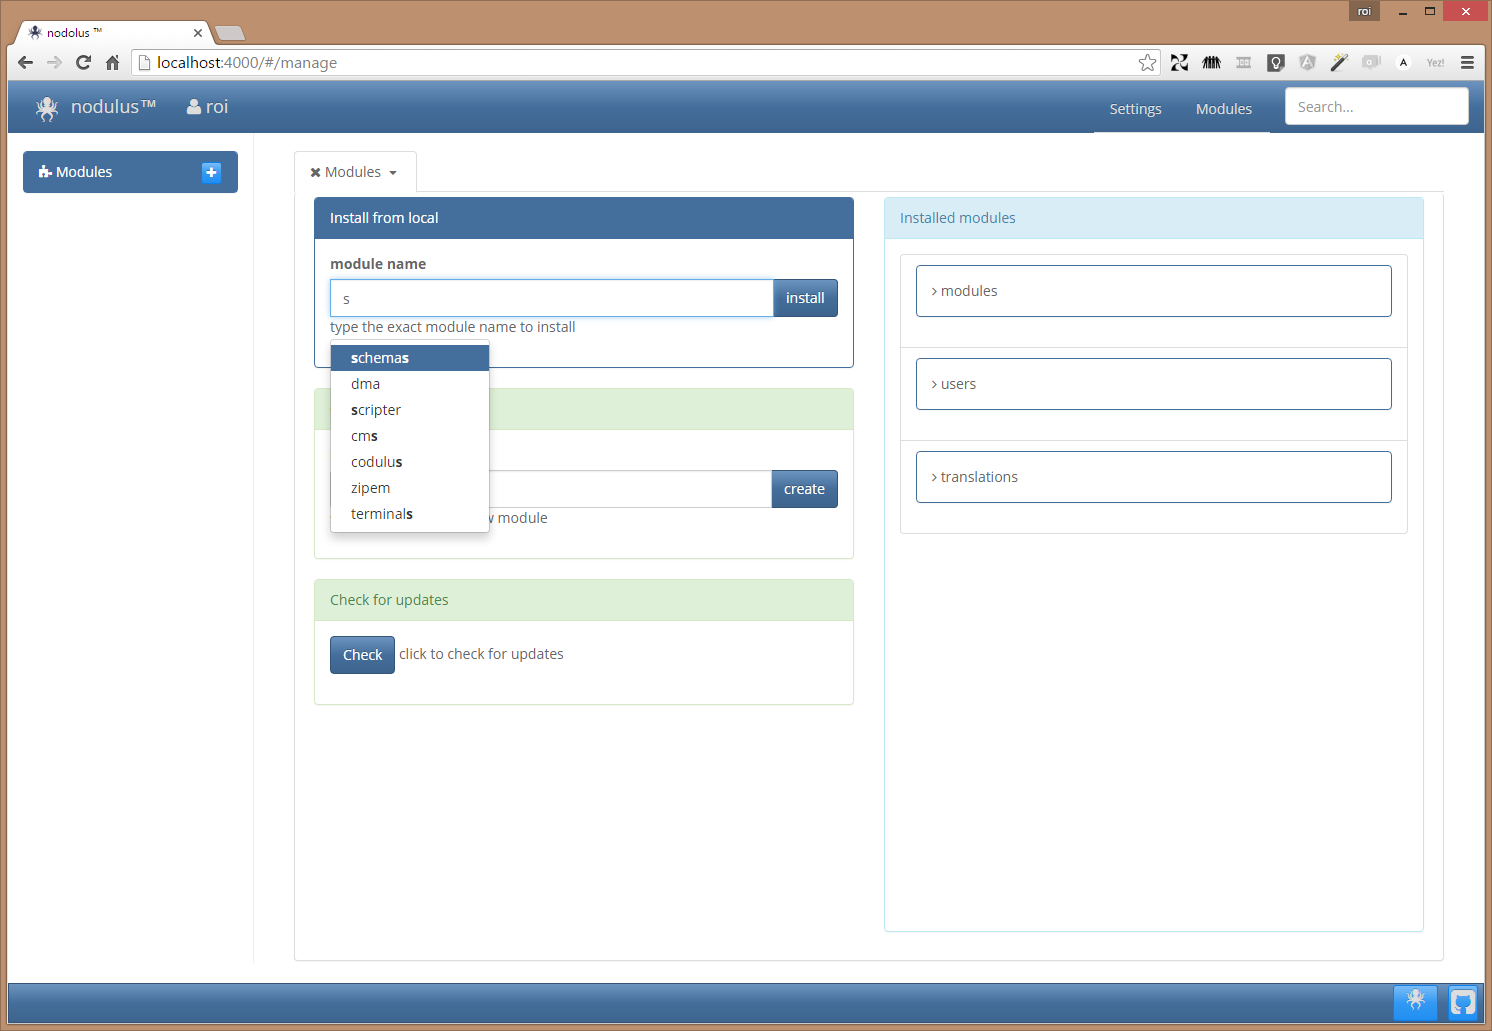 roi
nodolus ™
localhost:4000/#/manage
Yez!
nodulus™ roi Settings Modules Search...
Modules
Modules
Install from local
module name
s
install
type the exact module name to install
schemas
dma
scripter
cms
codulus
zipem
terminals
create
module
Check for updates
Check click to check for updates
Installed modules
modules
users
translations